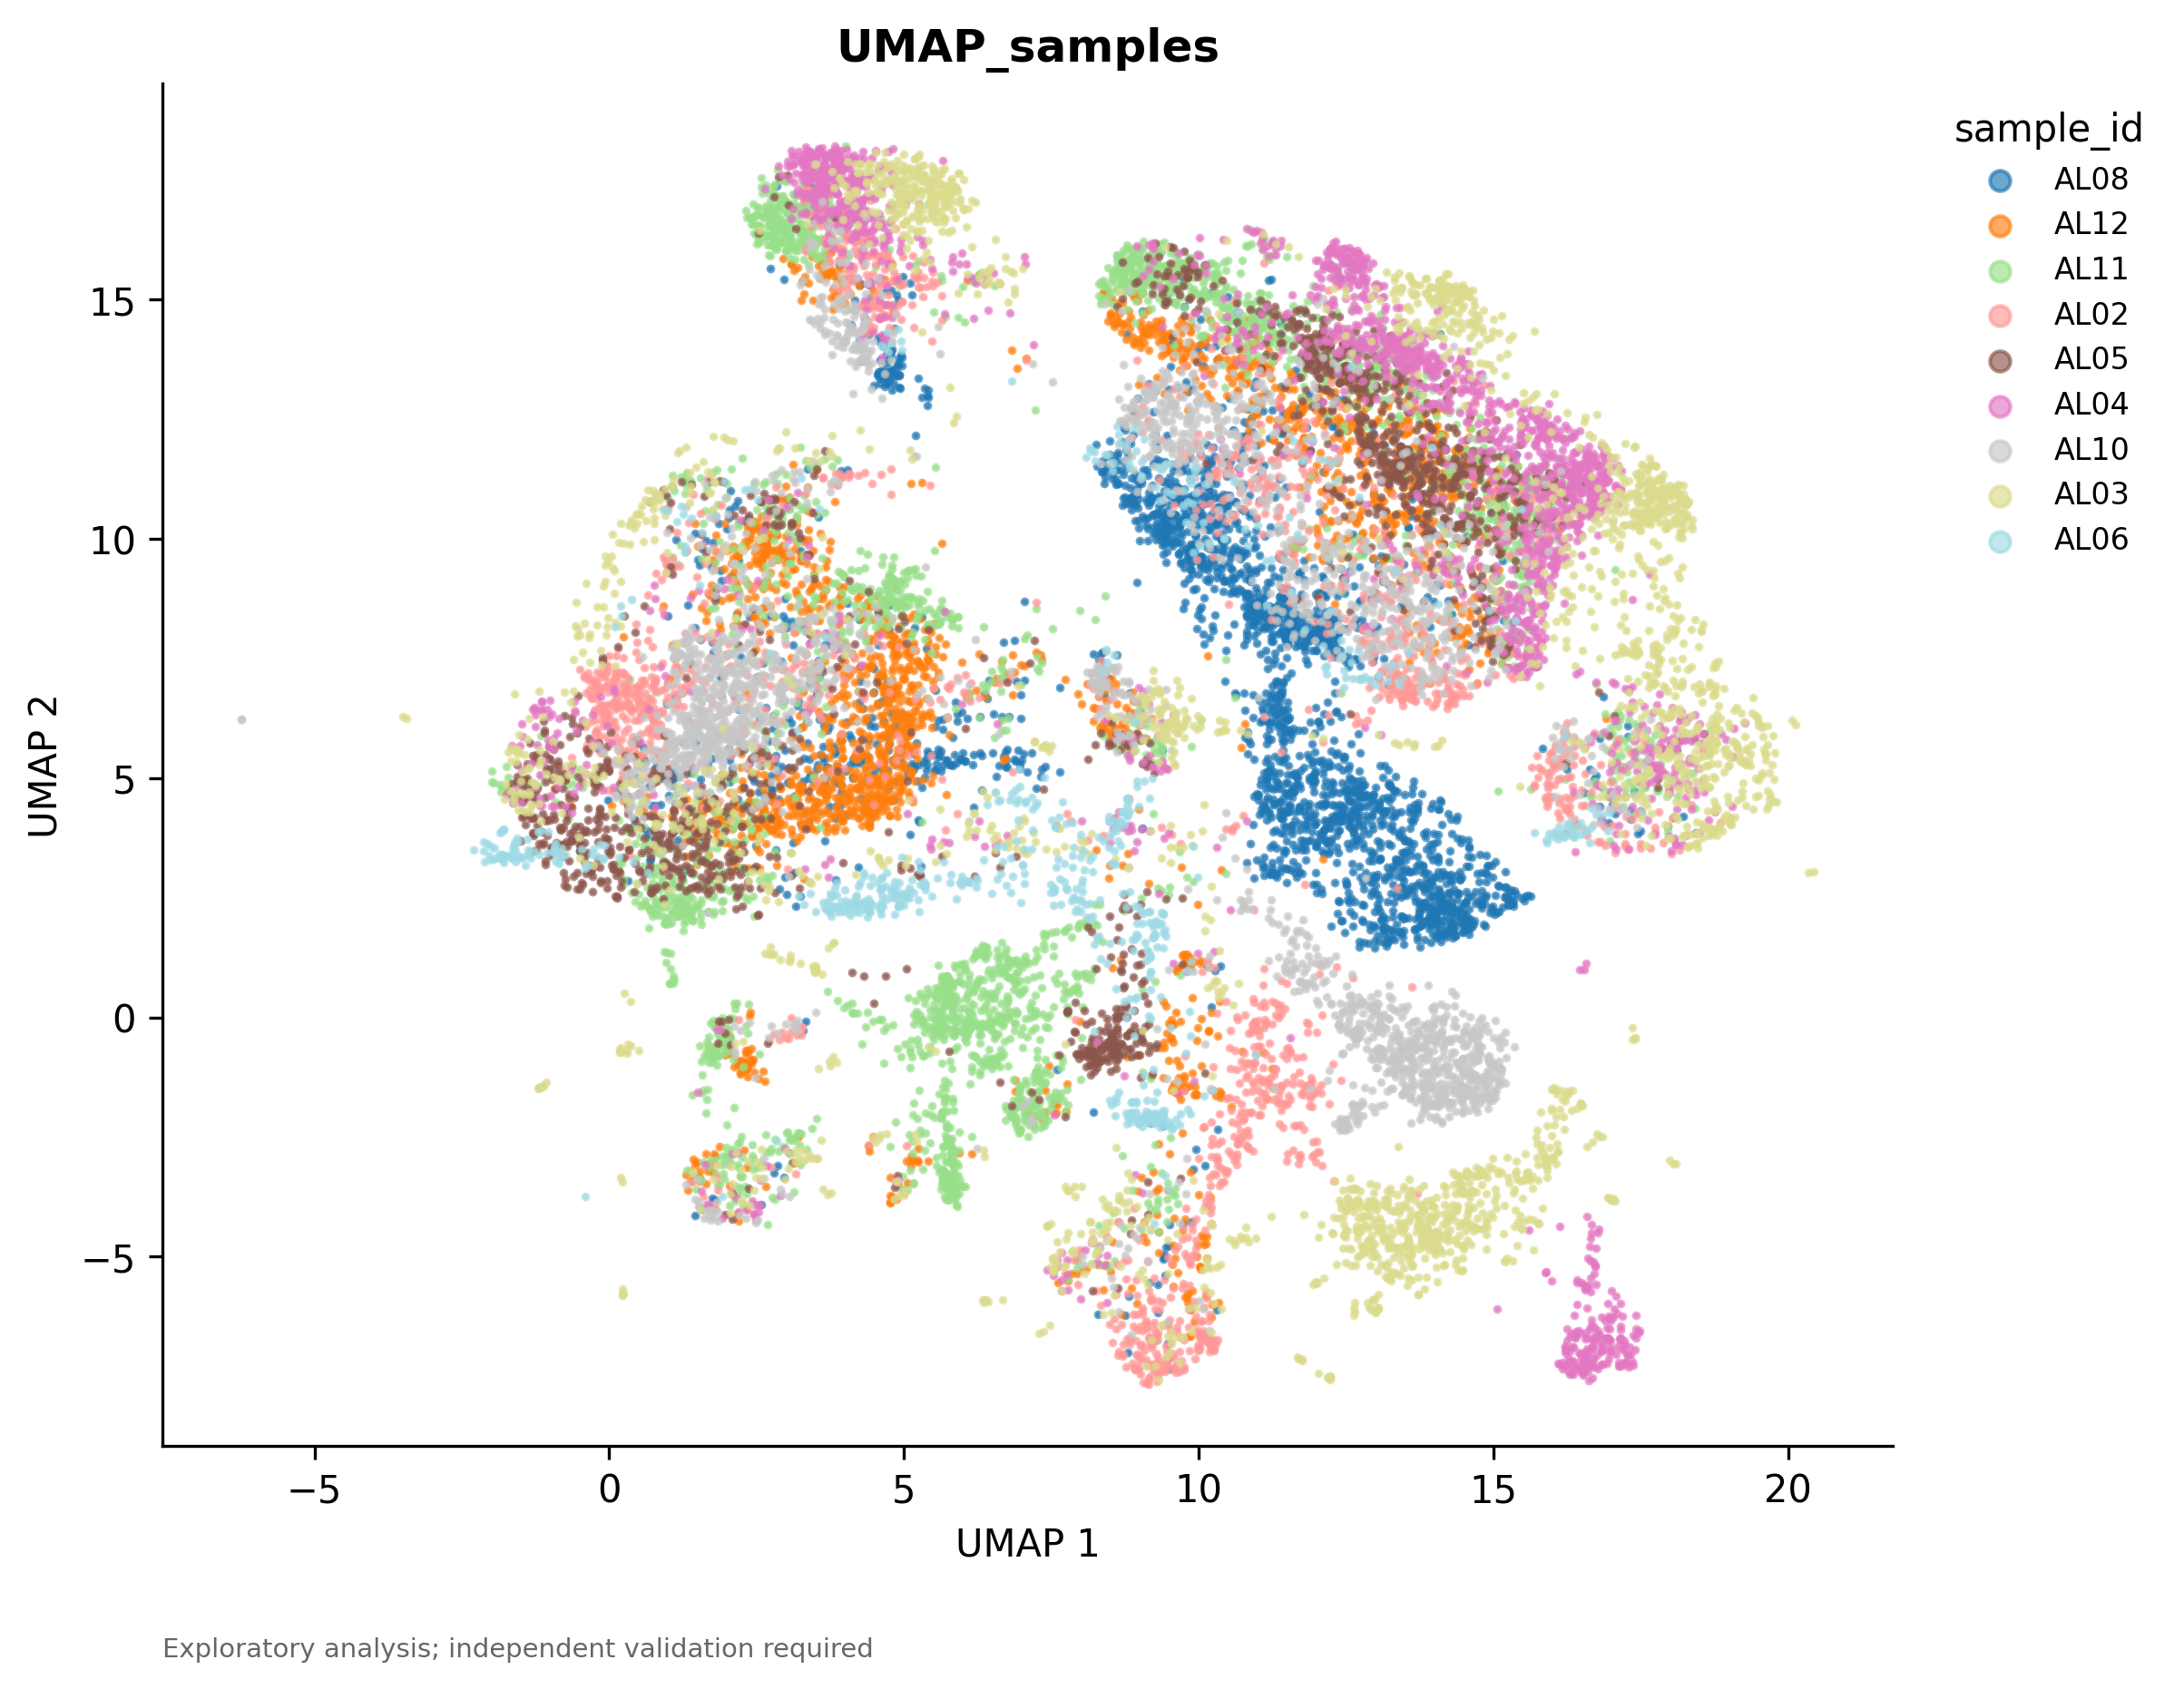 UMAP_samples
sample_id
AL08
AL12
AL11
AL02
AL05
AL04
AL10
AL03
AL06
UMAP 2
15
10
5
0
−5
−5
0
5
10
15
20
UMAP 1
Exploratory analysis; independent validation required